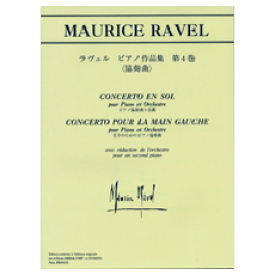 MAURICE RAVEL
ラヴェル ピアノ作品集 第4巻
〈協奏曲〉
CONCERTO EN SOL
pour Piano et Orchestre
ピアノ協奏曲ト長調
CONCERTO POUR LA MAIN GAUCHE
pour Piano et Orchestre
左手のためのピアノ協奏曲
avec réduction de l'orchestre
pour un second piano
Maurice Ravel